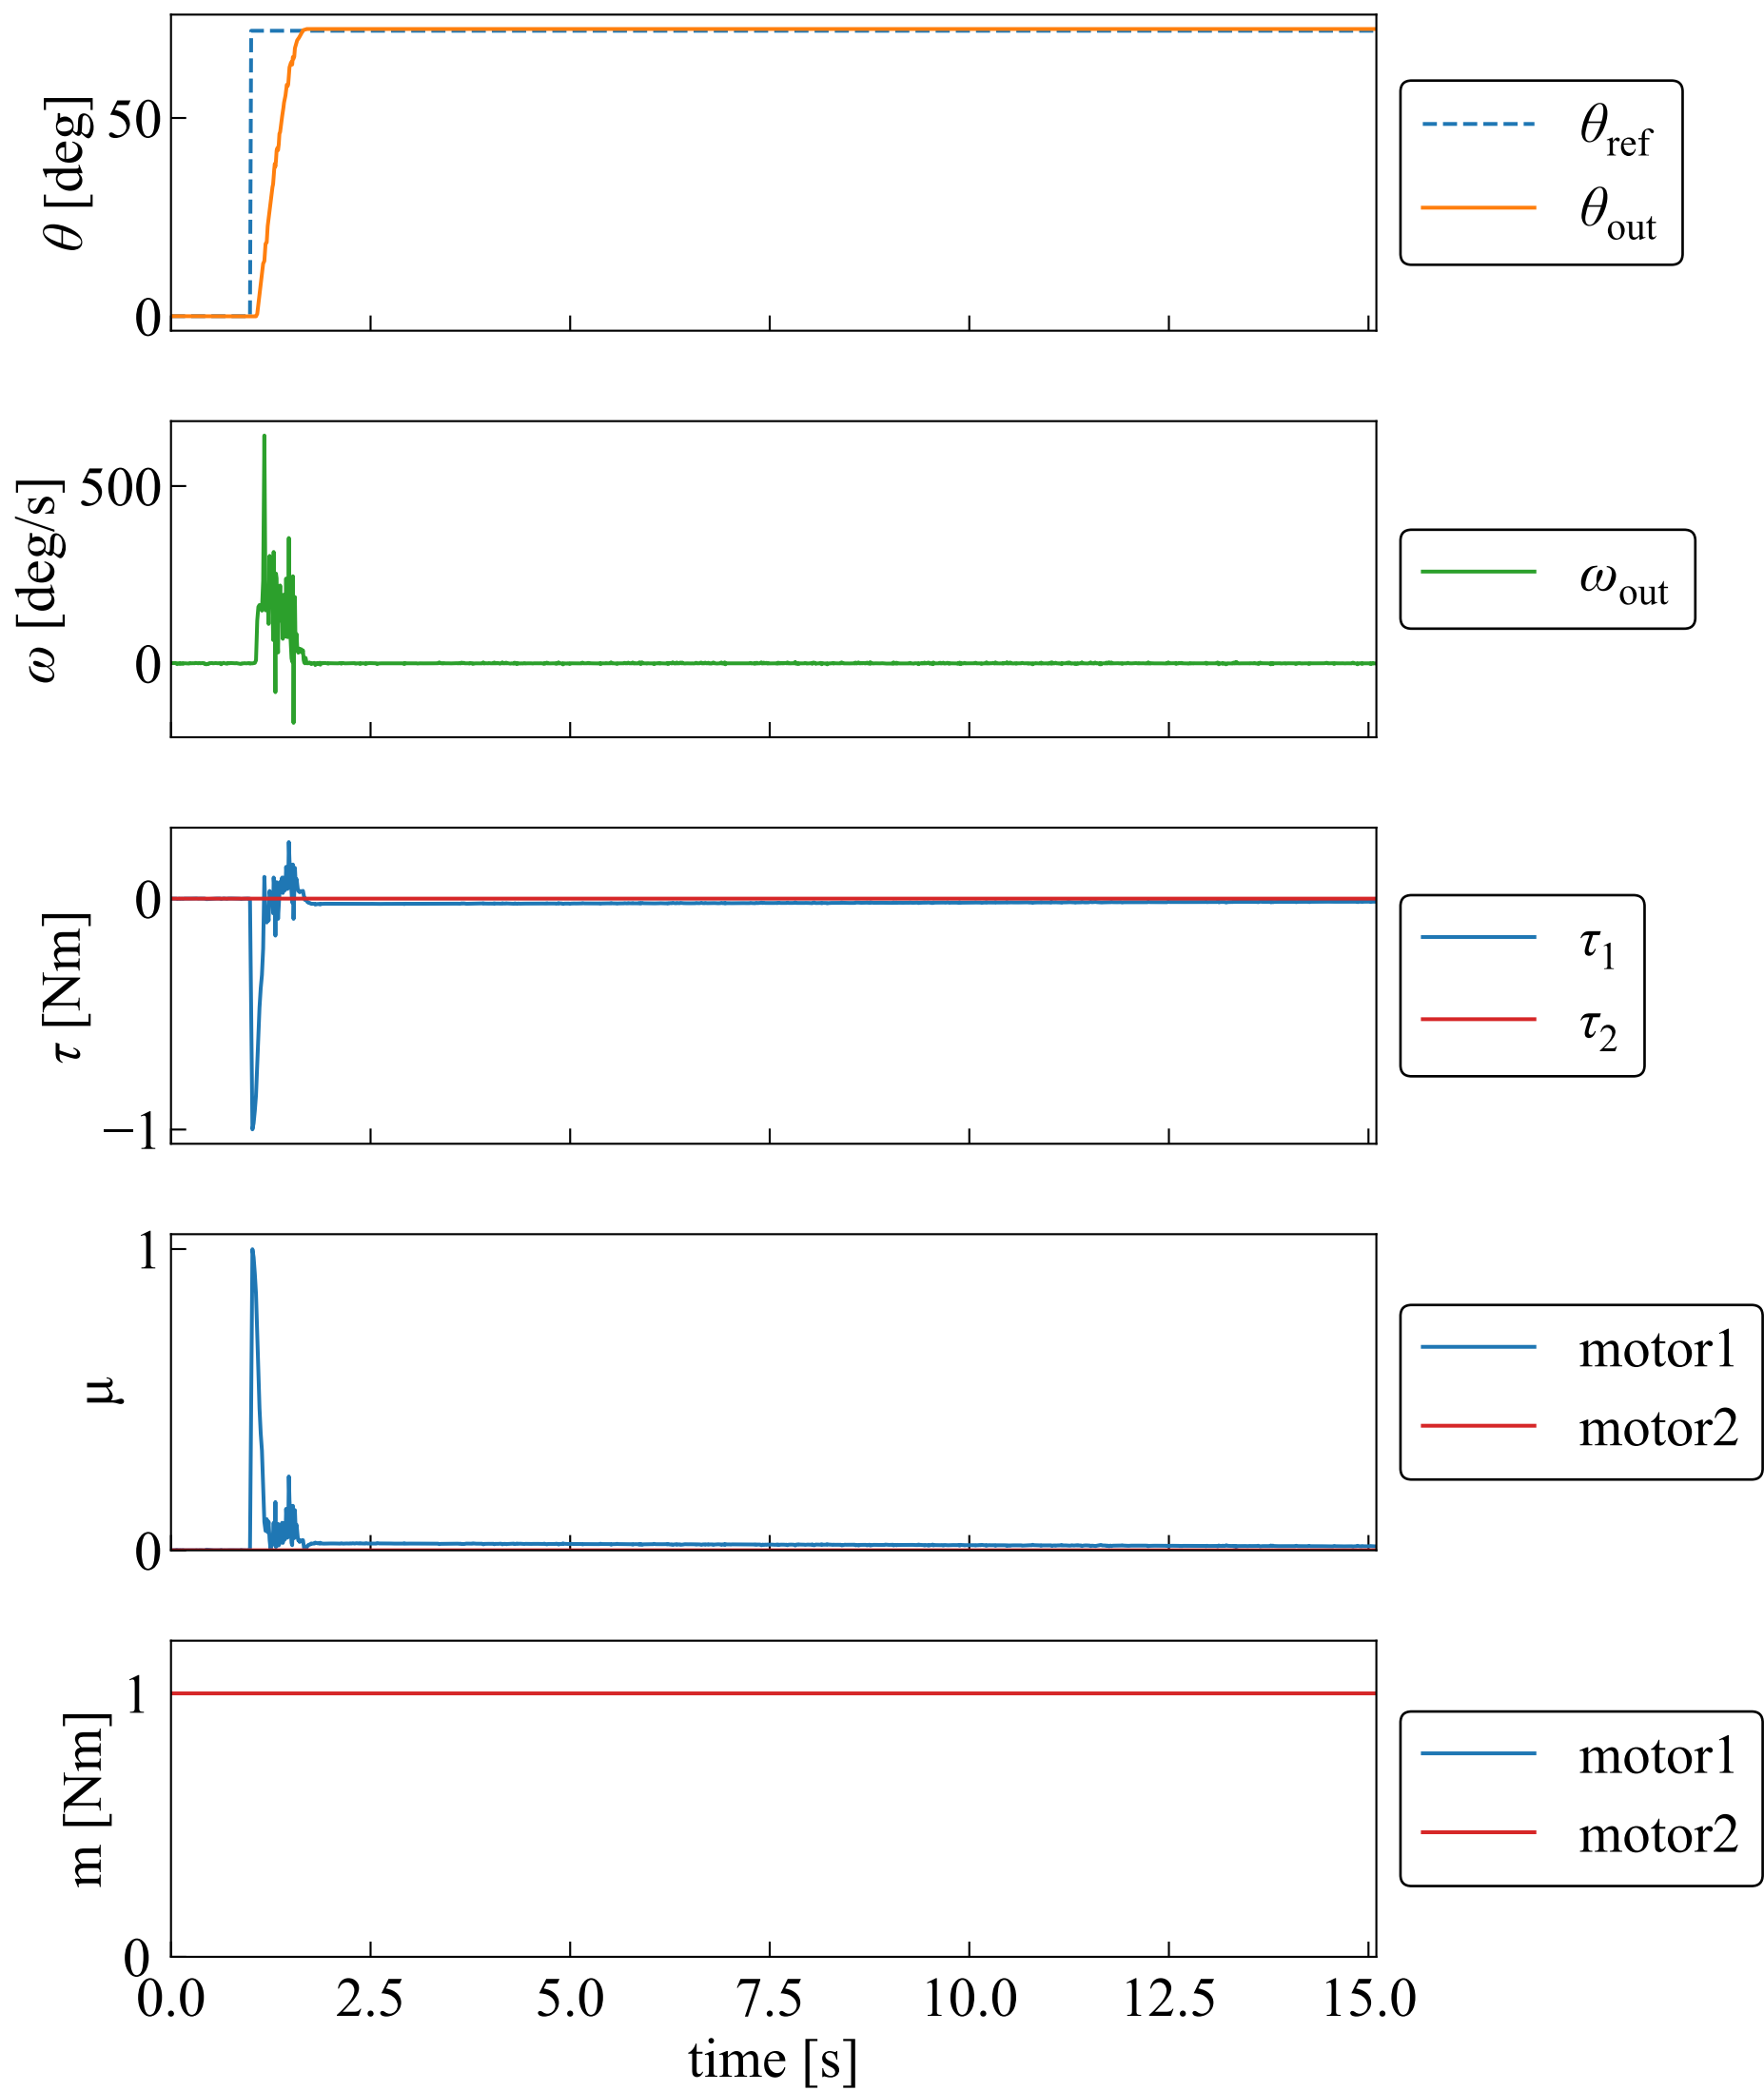 θ [deg]
50
0
θref
θout
ω [deg/s]
500
0
ωout
τ [Nm]
0
−1
τ1
τ2
μ
1
0
motor1
motor2
m [Nm]
1
0
motor1
motor2
0.0 2.5 5.0 7.5 10.0 12.5 15.0
time [s]